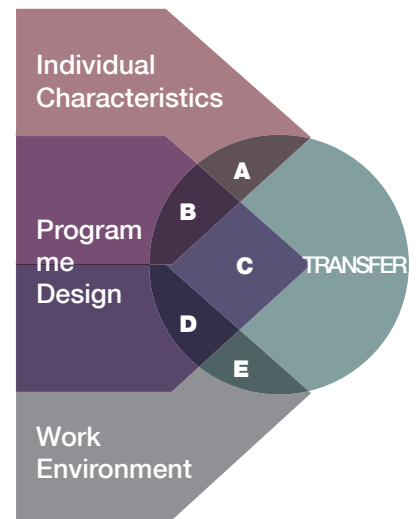 Individual
Characteristics
A
B
Program
me
Design
C
TRANSFER
D
E
Work
Environment